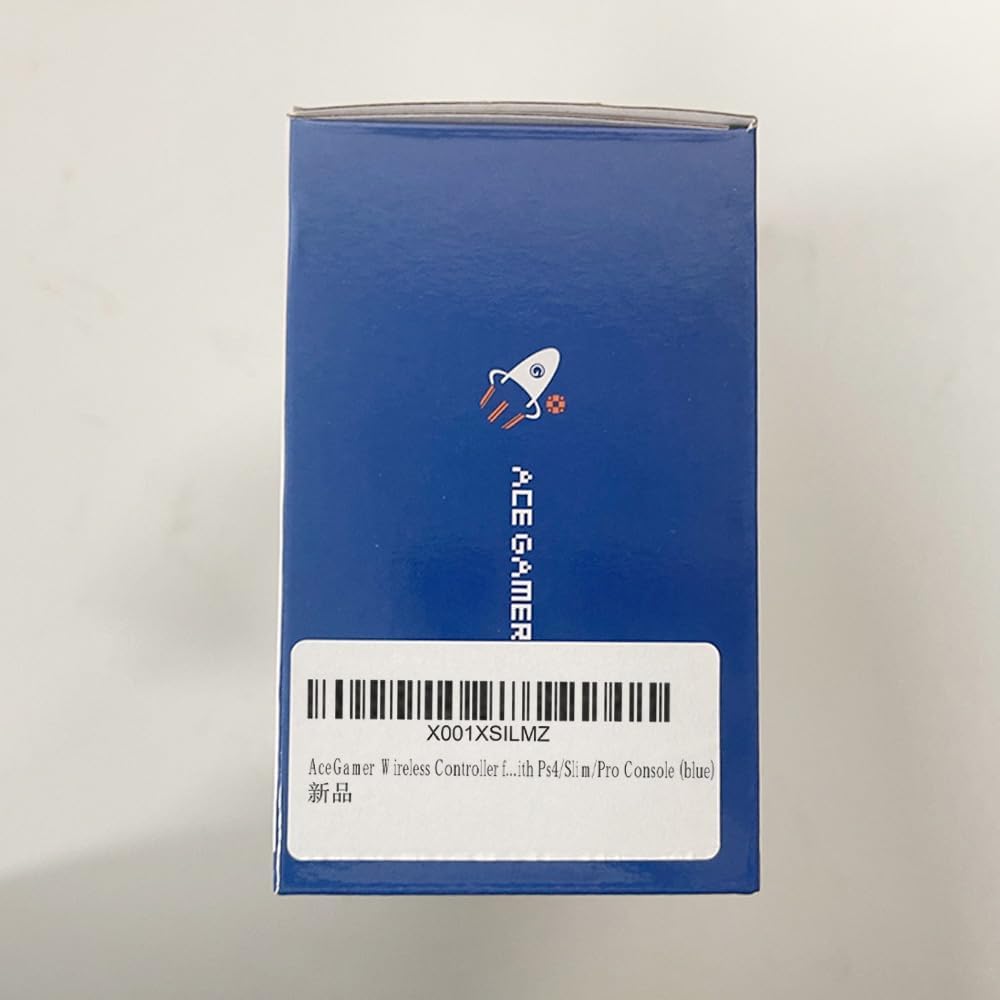 G
ACE GAMER
X001XSILMZ
AceGamer Wireless Controller f...ith Ps4/Slim/Pro Console (blue)
新品